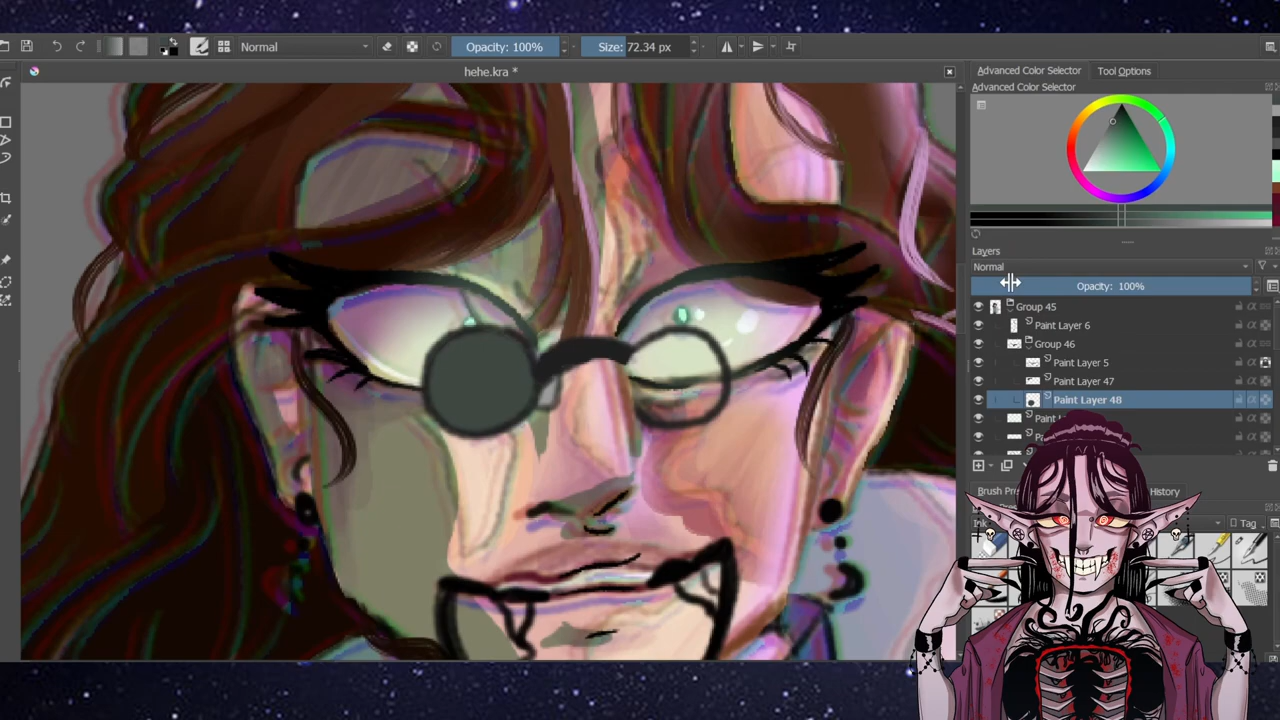 Normal
Opacity: 100%
Size: 72.34 px
hehe.kra *
Advanced Color Selector
Tool Options
Advanced Color Selector
Layers
Normal
Opacity: 100%
Group 45
Paint Layer 6
Group 46
Paint Layer 5
Paint Layer 47
Paint Layer 48
Paint
Brush
History
Ink
Tag